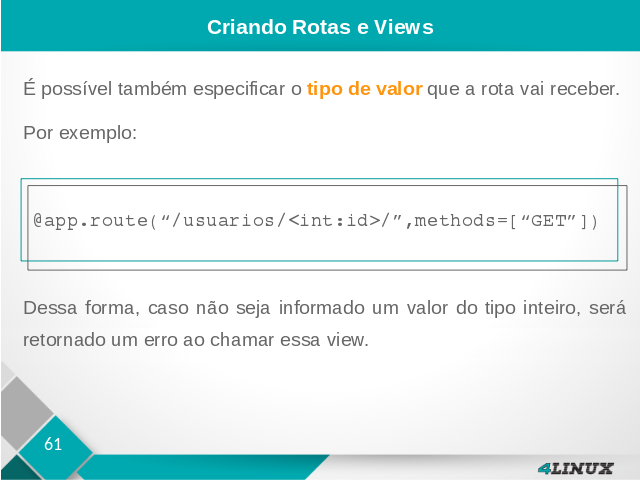 Criando Rotas e Views
É possível também especificar o tipo de valor que a rota vai receber.
Por exemplo:
@app.route(“/usuarios/<int:id>/”,methods=[“GET”])
Dessa forma, caso não seja informado um valor do tipo inteiro, será
retornado um erro ao chamar essa view.
61
4LINUX